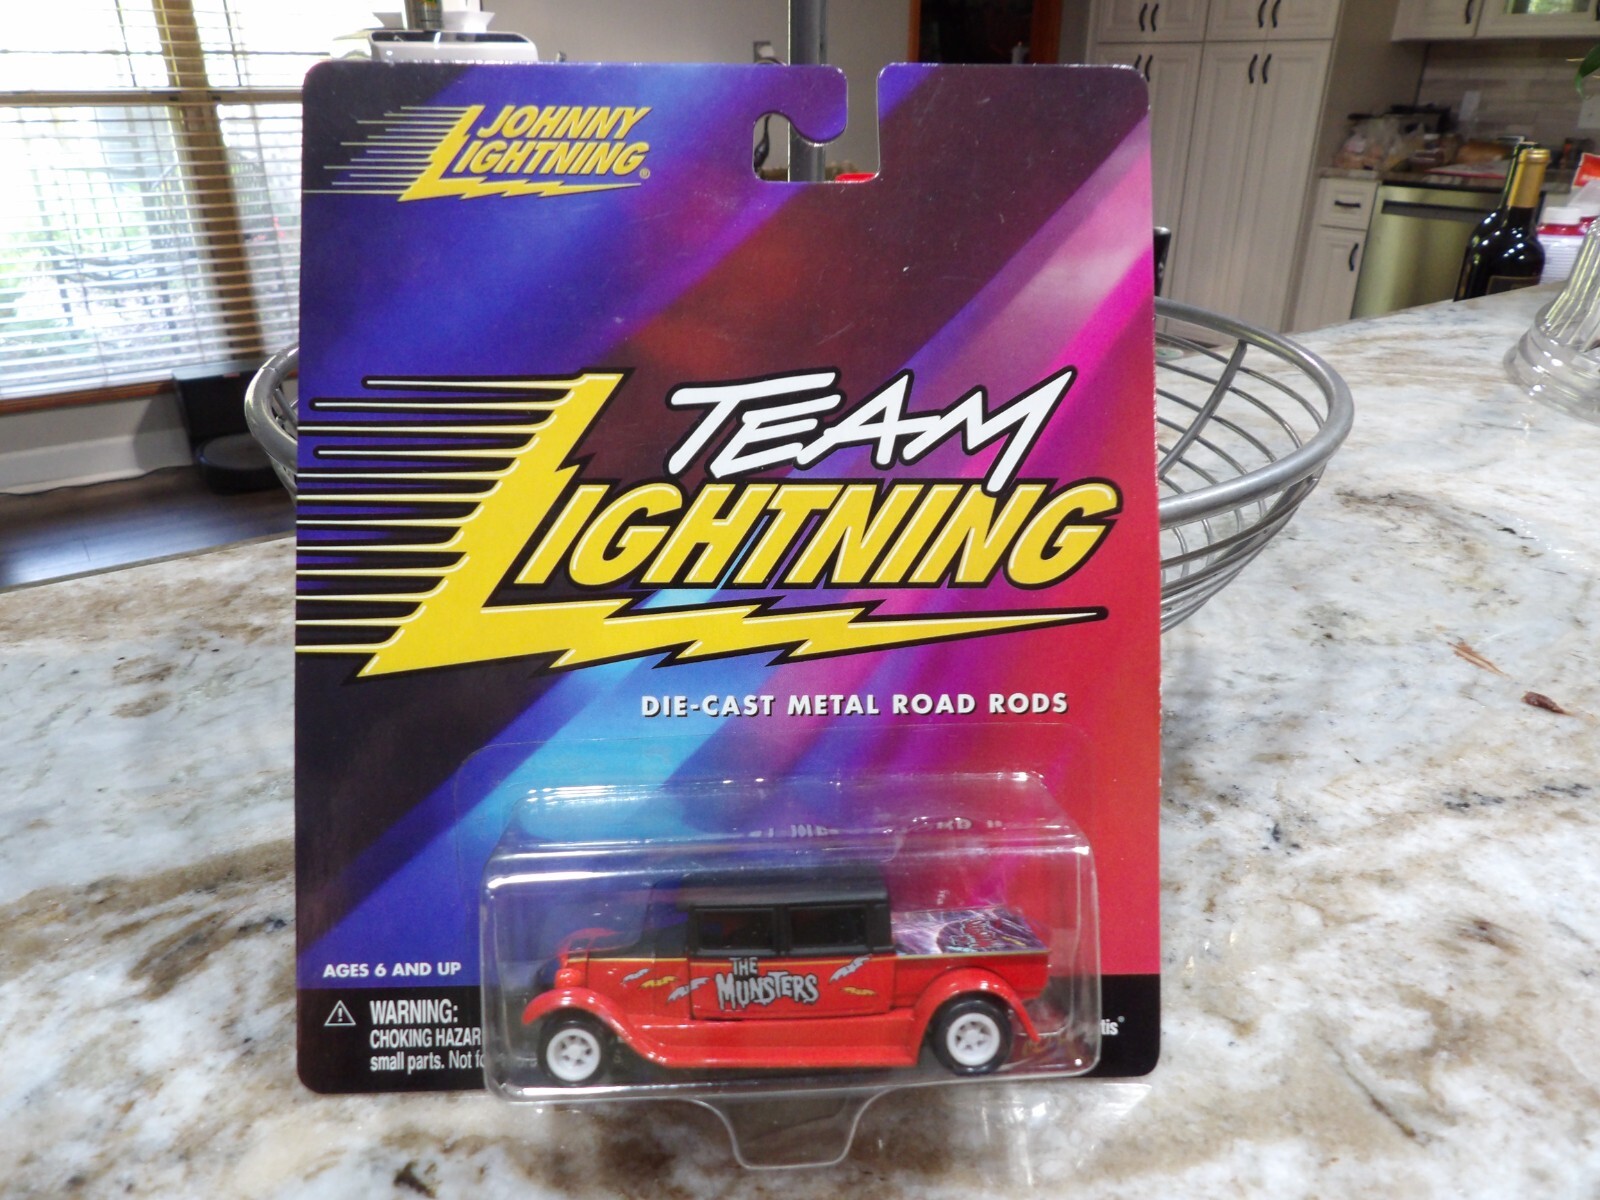 JOHNNY
LIGHTNING®
TEAM
LIGHTNING
DIE-CAST METAL ROAD RODS
THE
MUNSTERS
AGES 6 AND UP
WARNING:
CHOKING HAZAR
small parts. Not